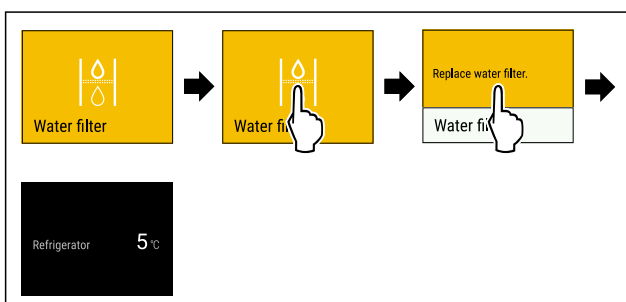 Water filter
Water fi
Replace water filter.
Water fi
Refrigerator 5 °C